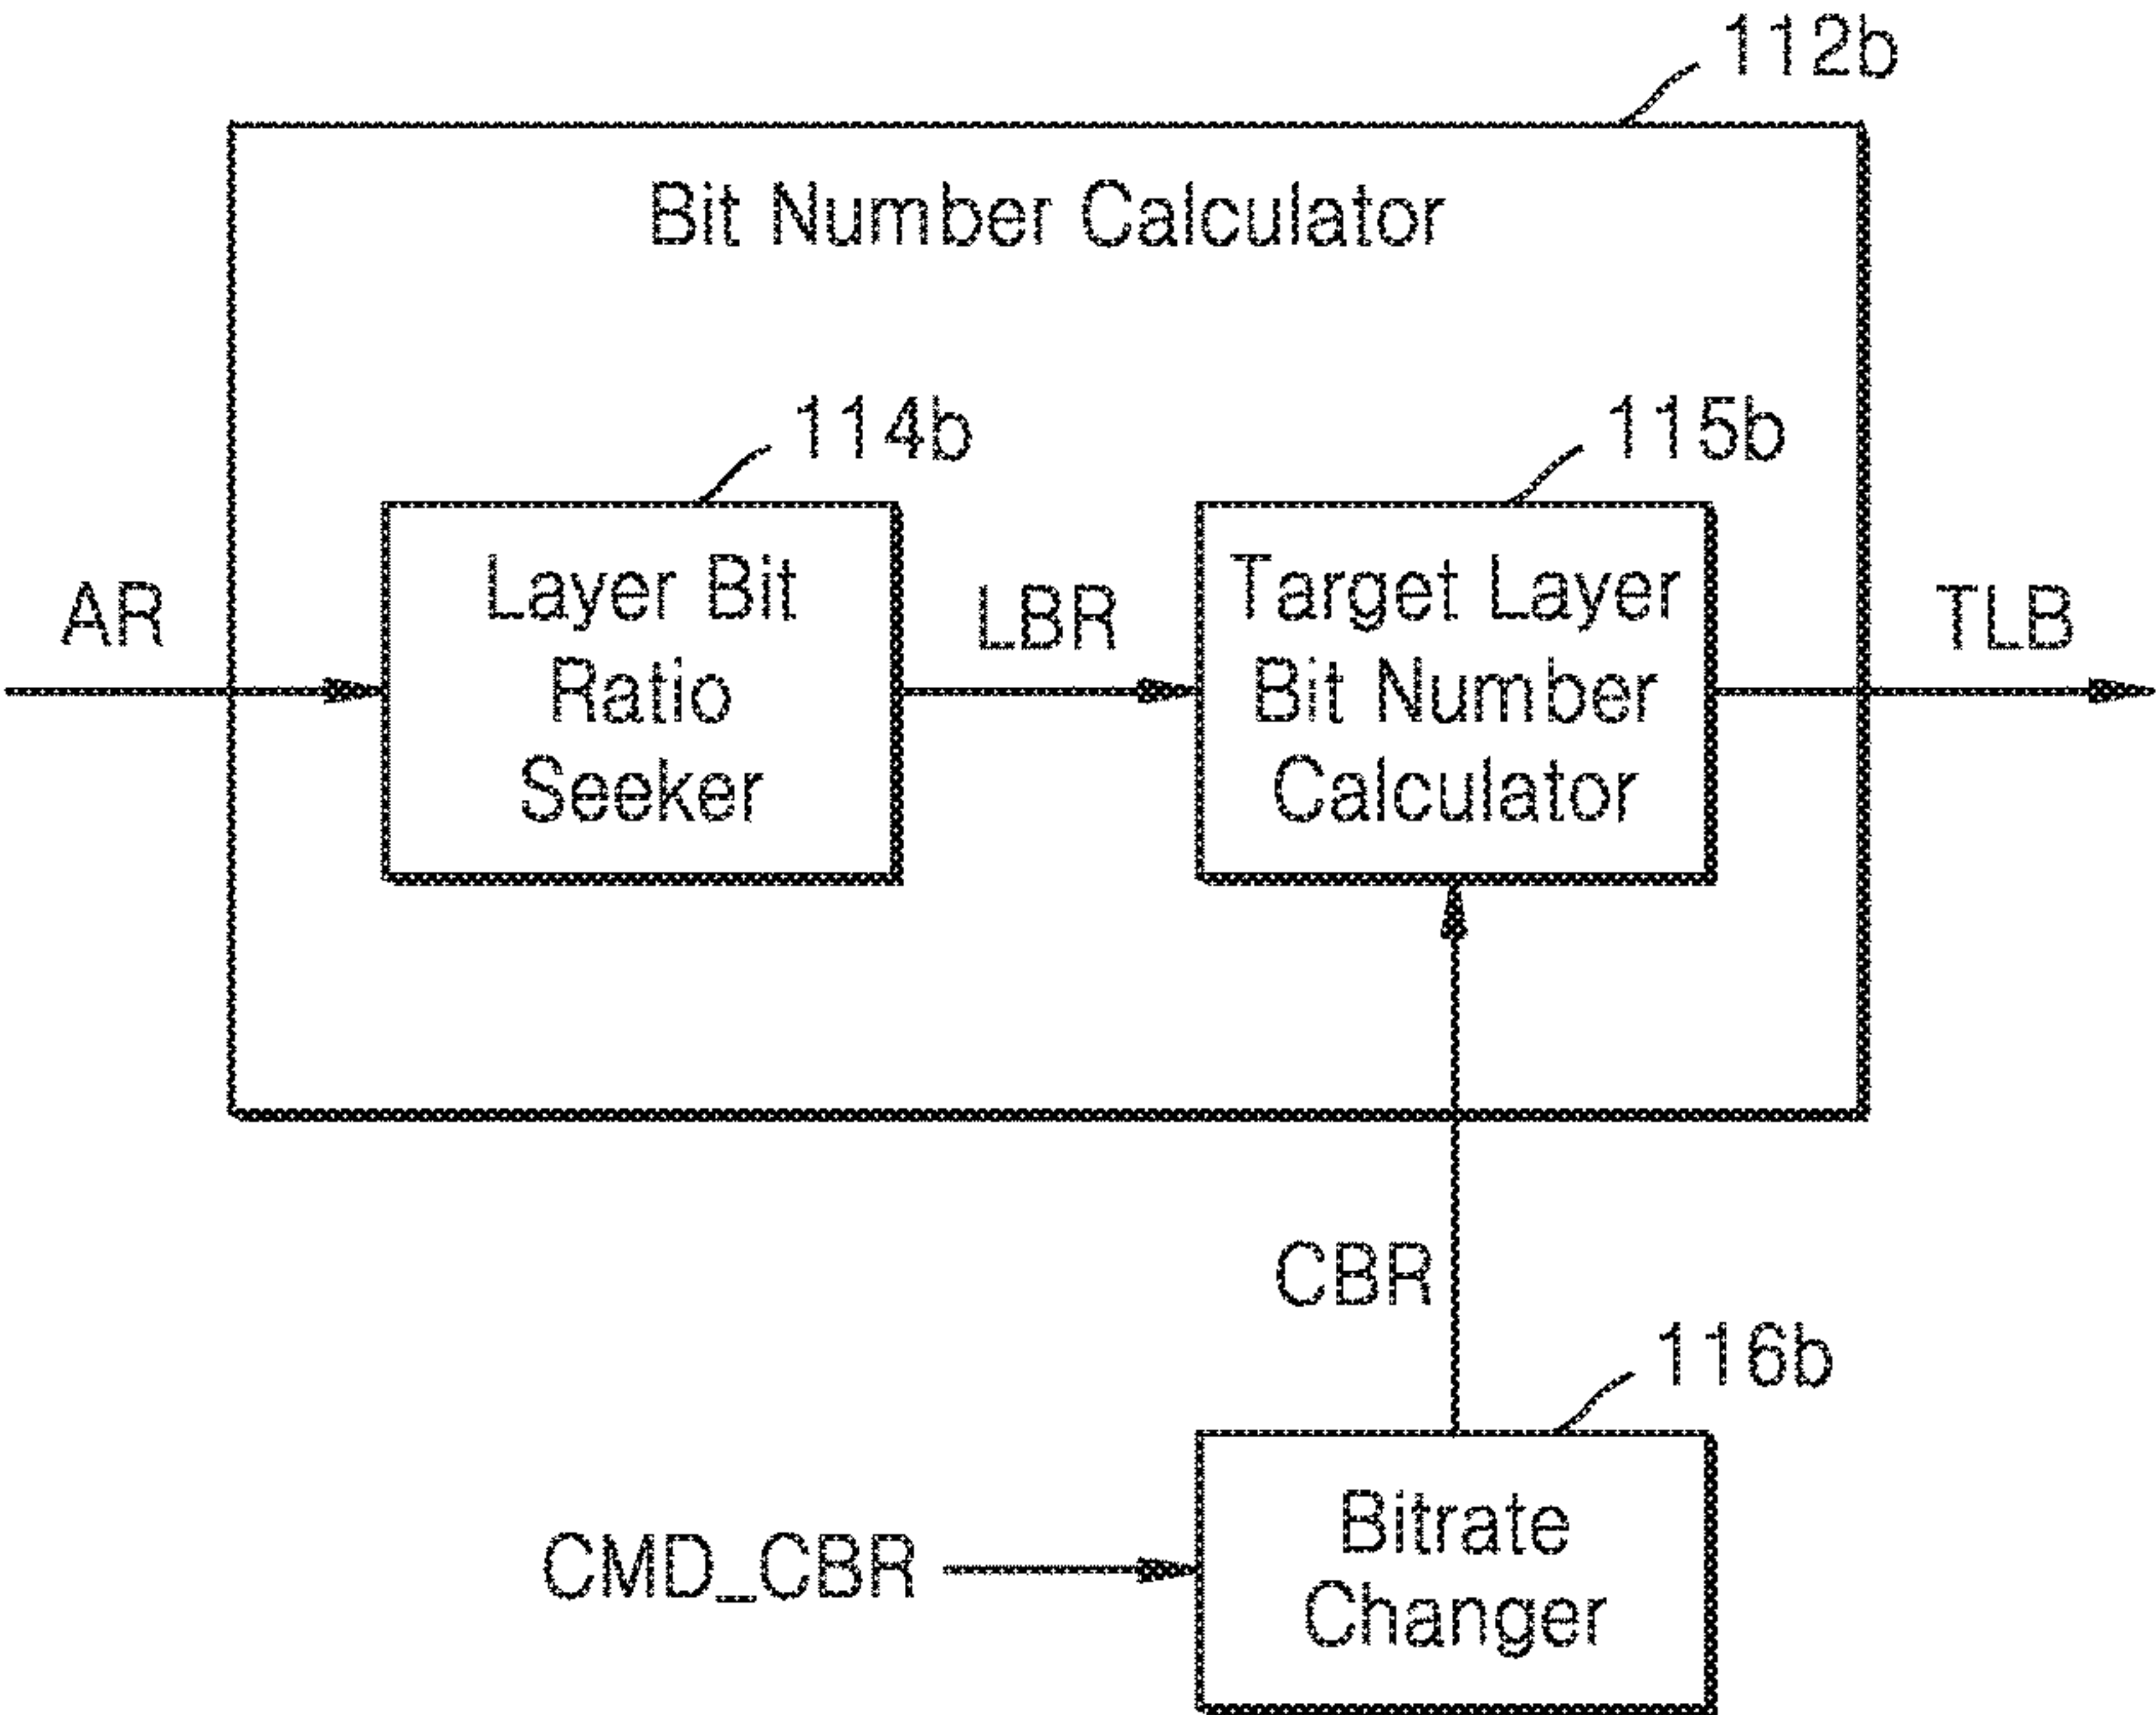 112b
Bit Number Calculator
114b
115b
AR
Layer Bit
Ratio
Seeker
LBR
Target Layer
Bit Number
Calculator
TLB
CBR
116b
CMD_CBR
Bitrate
Changer